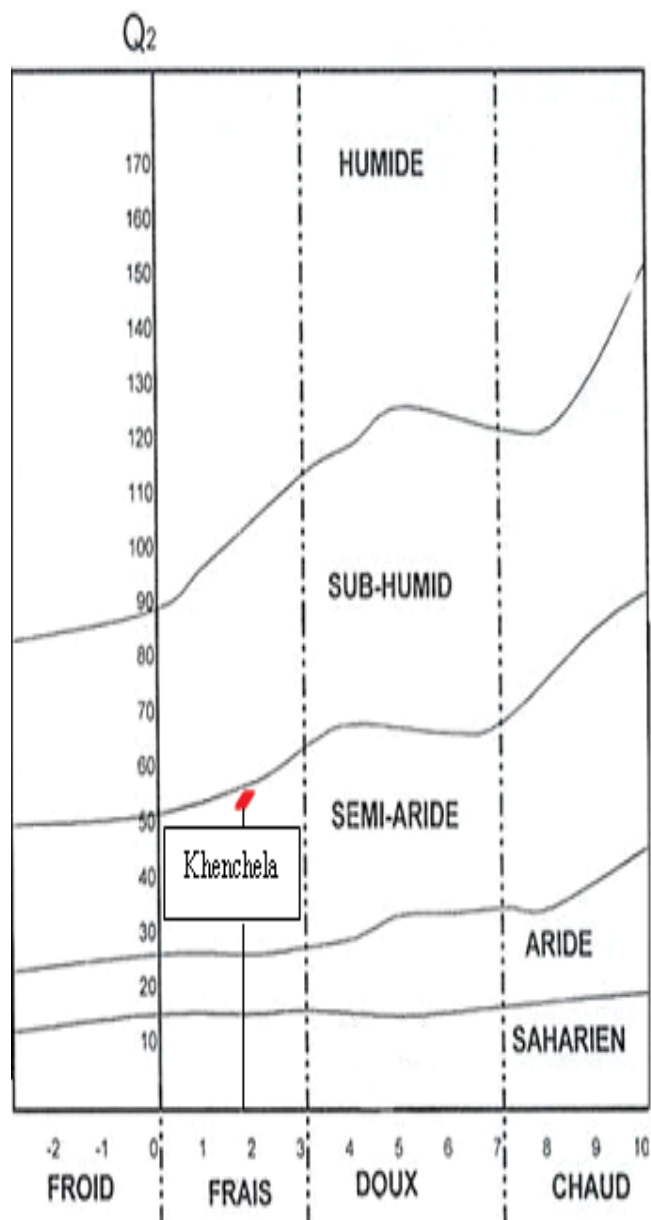 Q2
170
HUMIDE
160
150
140
130
120
110
100
90
SUB-HUMID
80
70
60
SEMI-ARIDE
50
Khenchela
40
30
ARIDE
20
SAHARIEN
10
-2 -1 0 1 2 3 4 5 6 7 8 9 10
FROID FRAIS DOUX CHAUD